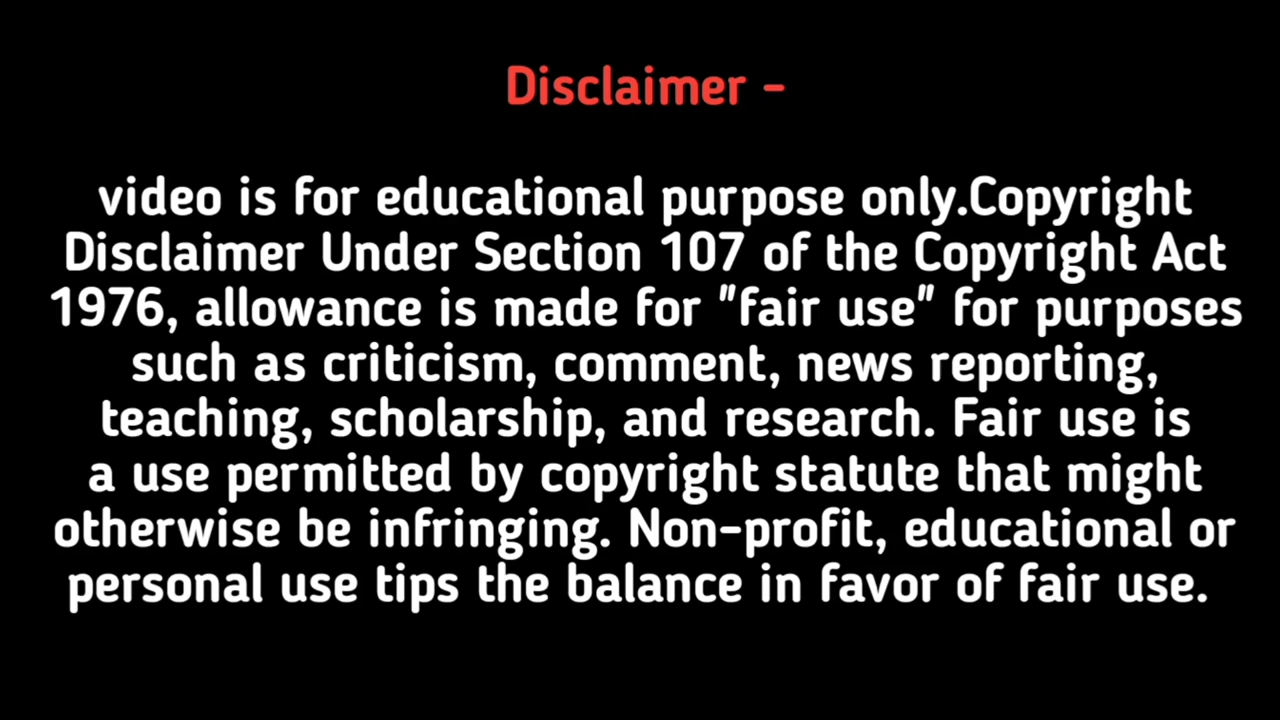 Disclaimer -
video is for educational purpose only.Copyright
Disclaimer Under Section 107 of the Copyright Act
1976, allowance is made for "fair use" for purposes
such as criticism, comment, news reporting,
teaching, scholarship, and research. Fair use is
a use permitted by copyright statute that might
otherwise be infringing. Non-profit, educational or
personal use tips the balance in favor of fair use.